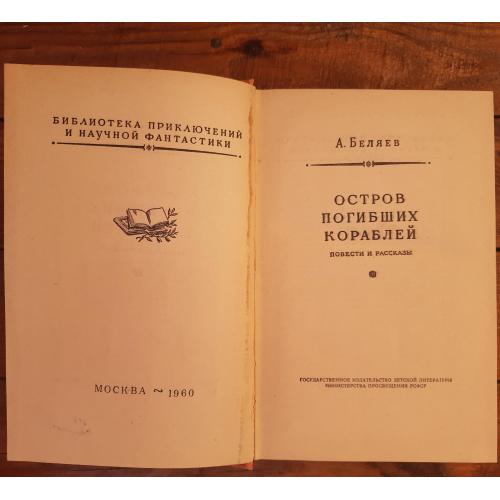 БИБЛИОТЕКА ПРИКЛЮЧЕНИЙ
И НАУЧНОЙ ФАНТАСТИКИ
МОСКВА ~ 1960
А. БЕЛЯЕВ
ОСТРОВ
ПОГИБШИХ
КОРАБЛЕЙ
ПОВЕСТИ И РАССКАЗЫ
ГОСУДАРСТВЕННОЕ ИЗДАТЕЛЬСТВО ДЕТСКОЙ ЛИТЕРАТУРЫ
МИНИСТЕРСТВА ПРОСВЕЩЕНИЯ РСФСР